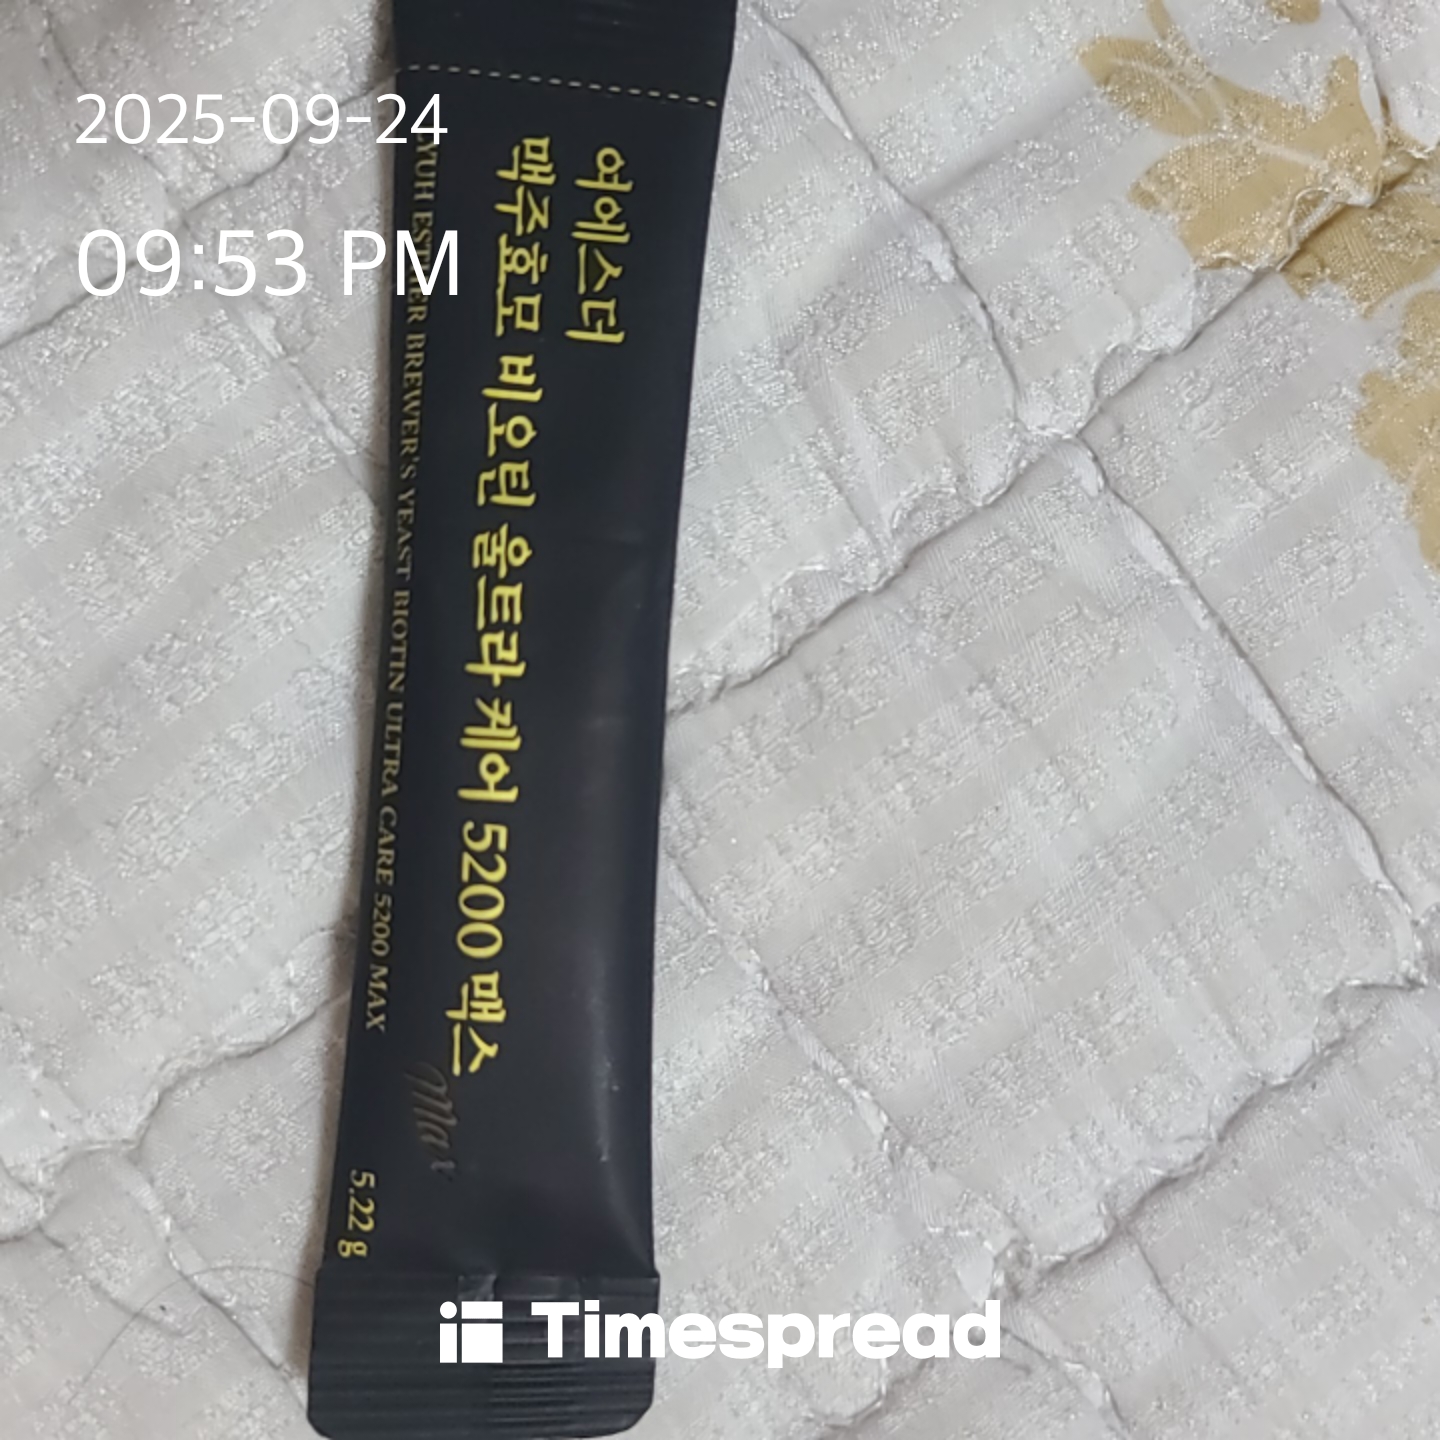 2025-09-24
09:53 PM
여에스더
맥주효모 비오틴 울트라 케어 5200 맥스
YUH ESTHER BREWER'S YEAST BIOTIN ULTRA CARE 5200 MAX
Max
5.22 g
Timespread